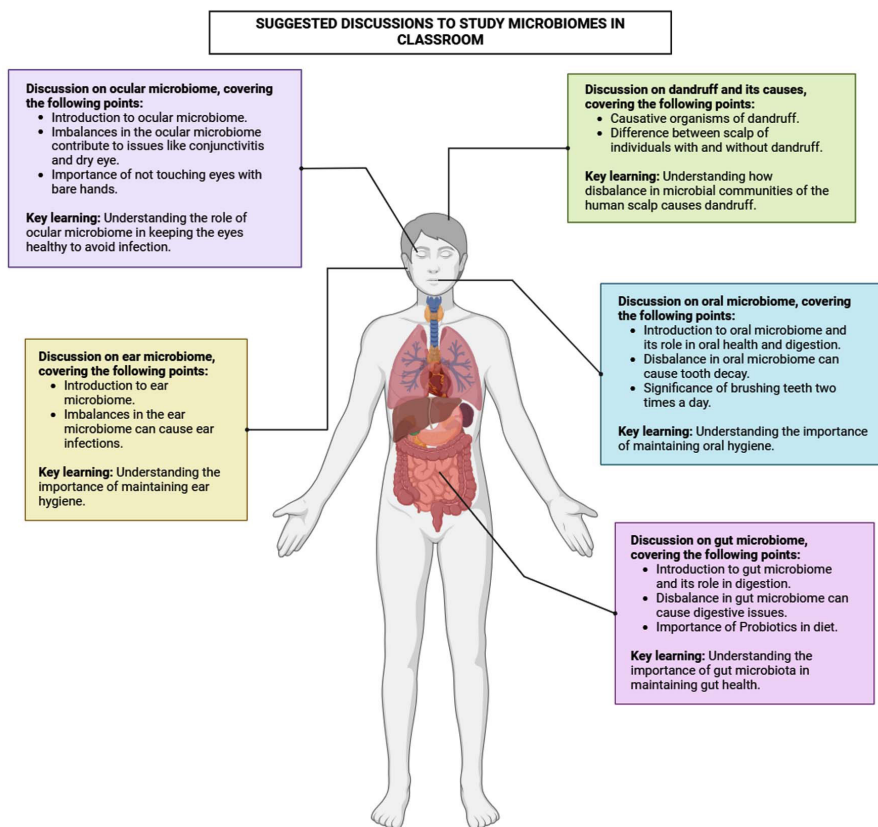 SUGGESTED DISCUSSIONS TO STUDY MICROBIOMES IN
CLASSROOM
Discussion on ocular microbiome, covering
the following points:
• Introduction to ocular microbiome.
• Imbalances in the ocular microbiome
contribute to issues like conjunctivitis
and dry eye.
• Importance of not touching eyes with
bare hands.
Key learning: Understanding the role of
ocular microbiome in keeping the eyes
healthy to avoid infection.
Discussion on dandruff and its causes,
covering the following points:
• Causative organisms of dandruff.
• Difference between scalp of
individuals with and without dandruff.
Key learning: Understanding how
disbalance in microbial communities of the
human scalp causes dandruff.
Discussion on ear microbiome,
covering the following points:
• Introduction to ear
microbiome.
• Imbalances in the ear
microbiome can cause ear
infections.
Key learning: Understanding the
importance of maintaining ear
hygiene.
Discussion on oral microbiome, covering
the following points:
• Introduction to oral microbiome and
its role in oral health and digestion.
• Disbalance in oral microbiome can
cause tooth decay.
• Significance of brushing teeth two
times a day.
Key learning: Understanding the importance
of maintaining oral hygiene.
Discussion on gut microbiome,
covering the following points:
• Introduction to gut microbiome
and its role in digestion.
• Disbalance in gut microbiome can
cause digestive issues.
• Importance of Probiotics in diet.
Key learning: Understanding the
importance of gut microbiota in
maintaining gut health.